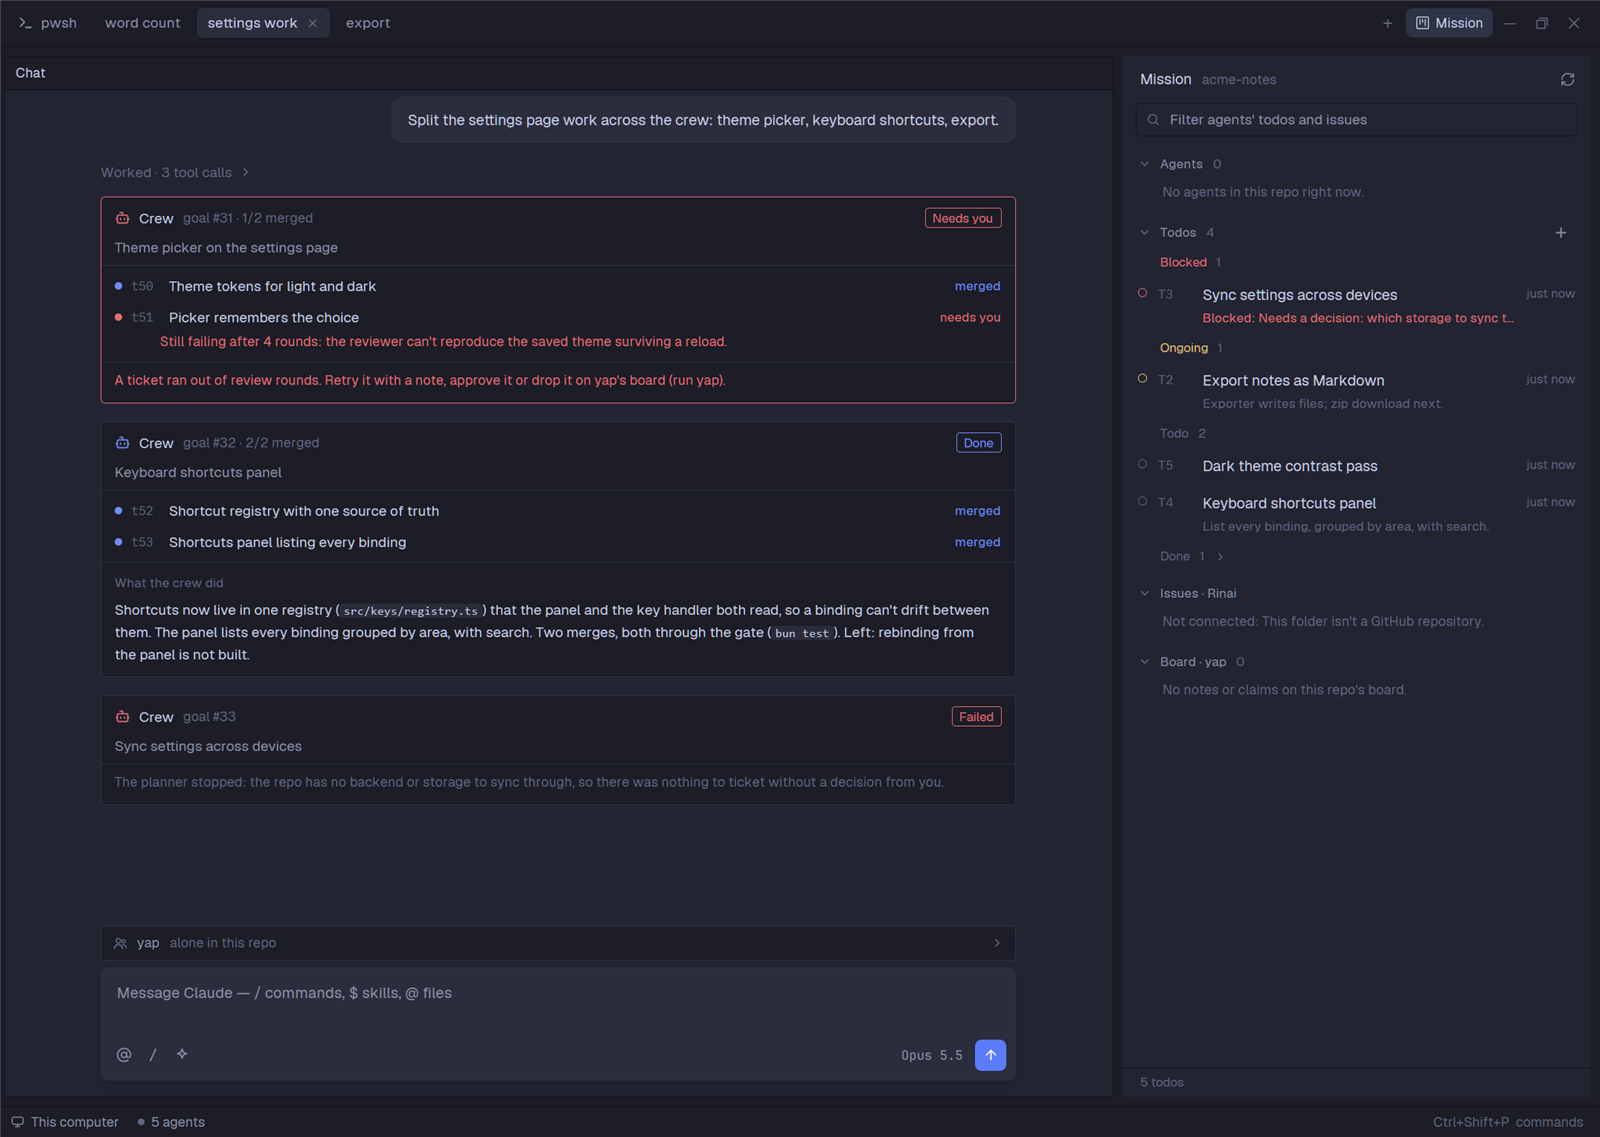 pwsh
word count
settings work
export
Mission
Chat
Split the settings page work across the crew: theme picker, keyboard shortcuts, export.
Worked · 3 tool calls
Crew goal #31 · 1/2 merged
Needs you
Theme picker on the settings page
t50 Theme tokens for light and dark merged
t51 Picker remembers the choice needs you
Still failing after 4 rounds: the reviewer can't reproduce the saved theme surviving a reload.
A ticket ran out of review rounds. Retry it with a note, approve it or drop it on yap's board (run yap).
Crew goal #32 · 2/2 merged
Done
Keyboard shortcuts panel
t52 Shortcut registry with one source of truth merged
t53 Shortcuts panel listing every binding merged
What the crew did
Shortcuts now live in one registry (src/keys/registry.ts) that the panel and the key handler both read, so a binding can't drift between
them. The panel lists every binding grouped by area, with search. Two merges, both through the gate (bun test). Left: rebinding from
the panel is not built.
Crew goal #33
Failed
Sync settings across devices
The planner stopped: the repo has no backend or storage to sync through, so there was nothing to ticket without a decision from you.
yap alone in this repo
Message Claude — / commands, $ skills, @ files
@ /
Opus 5.5
Mission acme-notes
Filter agents' todos and issues
Agents 0
No agents in this repo right now.
Todos 4
Blocked 1
T3 Sync settings across devices just now
Blocked: Needs a decision: which storage to sync t…
Ongoing 1
T2 Export notes as Markdown just now
Exporter writes files; zip download next.
Todo 2
T5 Dark theme contrast pass just now
T4 Keyboard shortcuts panel just now
List every binding, grouped by area, with search.
Done 1
Issues · Rinai
Not connected: This folder isn't a GitHub repository.
Board · yap 0
No notes or claims on this repo's board.
5 todos
This computer
5 agents
Ctrl+Shift+P commands